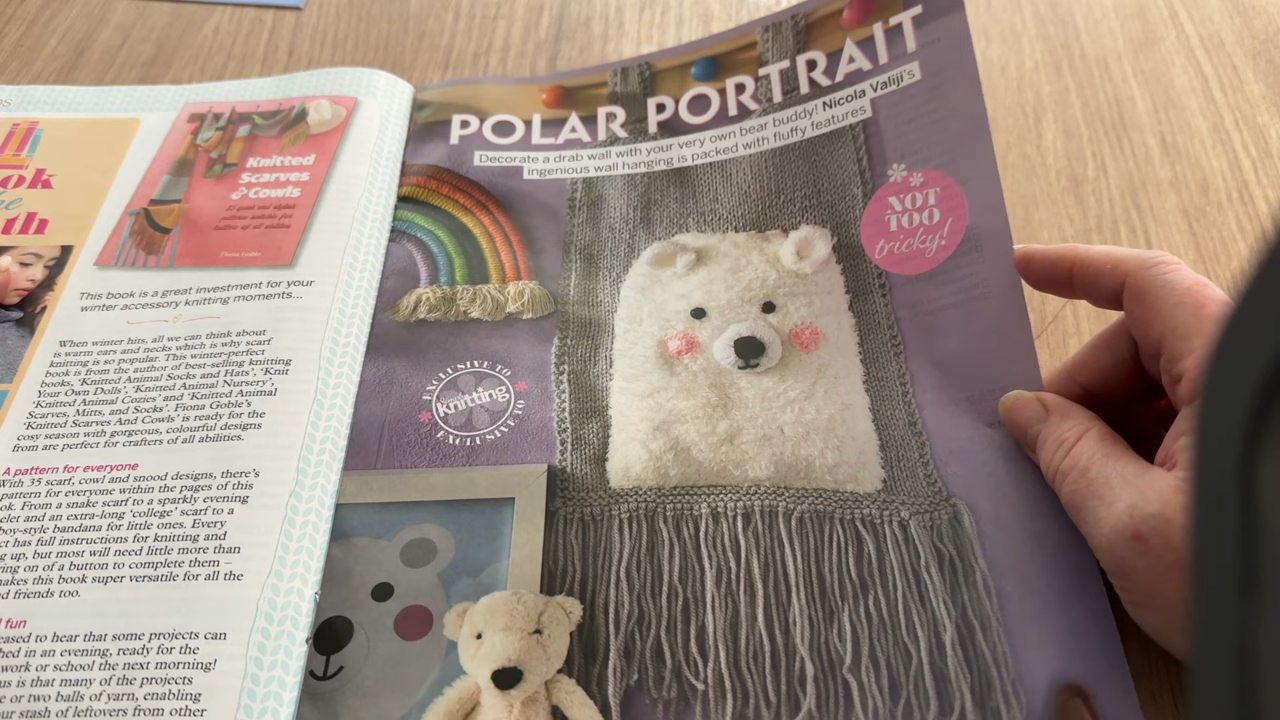 ok
th
Knitted
Scarves
& Cowls
Fiona Goble
This book is a great investment for your
winter accessory knitting moments...
When winter hits, all we can think about
is warm ears and necks which is why scarf
knitting is so popular. This winter-perfect
book is from the author of best-selling knitting
books, 'Knitted Animal Socks and Hats', 'Knit
Your Own Dolls', 'Knitted Animal Nursery',
'Knitted Animal Cozies' and 'Knitted Animal
Scarves, Mitts, and Socks'. Fiona Goble's
'Knitted Scarves And Cowls' is ready for the
cosy season with gorgeous, colourful designs
from are perfect for crafters of all abilities.
A pattern for everyone
With 35 scarf, cowl and snood designs, there's
pattern for everyone within the pages of this
ok. From a snake scarf to a sparkly evening
elet and an extra-long 'college' scarf to a
boy-style bandana for little ones. Every
ct has full instructions for knitting and
g up, but most will need little more than
ing on of a button to complete them –
makes this book super versatile for all the
d friends too.
l fun
eased to hear that some projects can
hed in an evening, ready for the
work or school the next morning!
us is that many of the projects
e or two balls of yarn, enabling
ur stash of leftovers from other
POLAR PORTRAIT
Decorate a drab wall with your very own bear buddy! Nicola Valiji's
ingenious wall hanging is packed with fluffy features
NOT
TOO
tricky!
EXCLUSIVE TO
Simply
Knitting
EXCLUSIVE TO